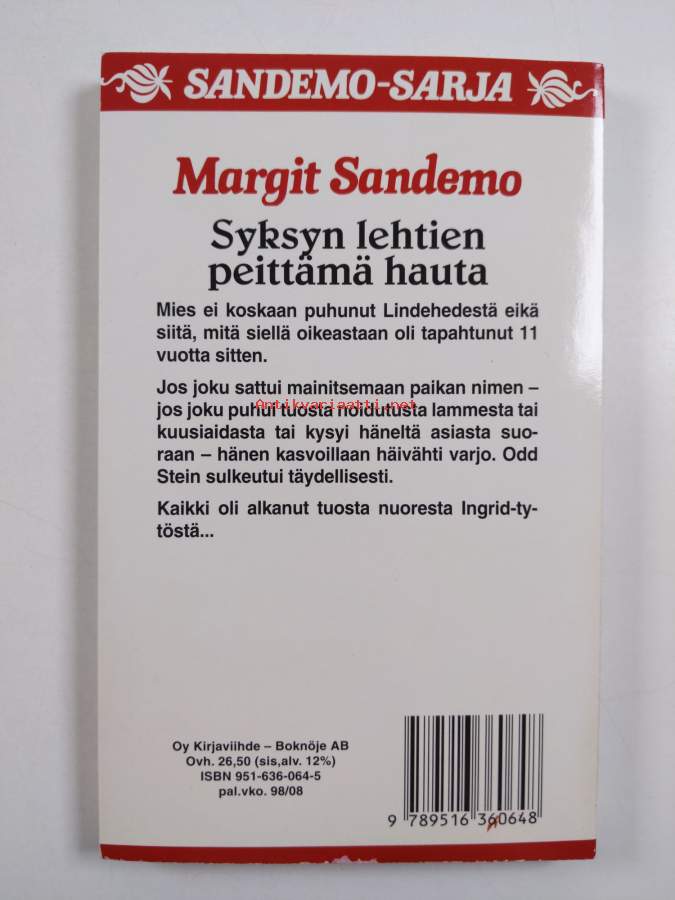 SANDEMO-SARJA
Margit Sandemo
Syksyn lehtien
peittämä hauta
Mies ei koskaan puhunut Lindehedestä eikä
siitä, mitä siellä oikeastaan oli tapahtunut 11
vuotta sitten.
Jos joku sattui mainitsemaan paikan nimen –
Antikvariaatti.net
jos joku puhui tuosta noidutusta lammesta tai
kuusiaidasta tai kysyi häneltä asiasta suo-
raan – hänen kasvoillaan häivähti varjo. Odd
Stein sulkeutui täydellisesti.
Kaikki oli alkanut tuosta nuoresta Ingrid-ty-
töstä...
Oy Kirjaviihde – Boknöje AB
Ovh. 26,50 (sis,alv. 12%)
ISBN 951-636-064-5
pal.vko. 98/08
9 789516 360648